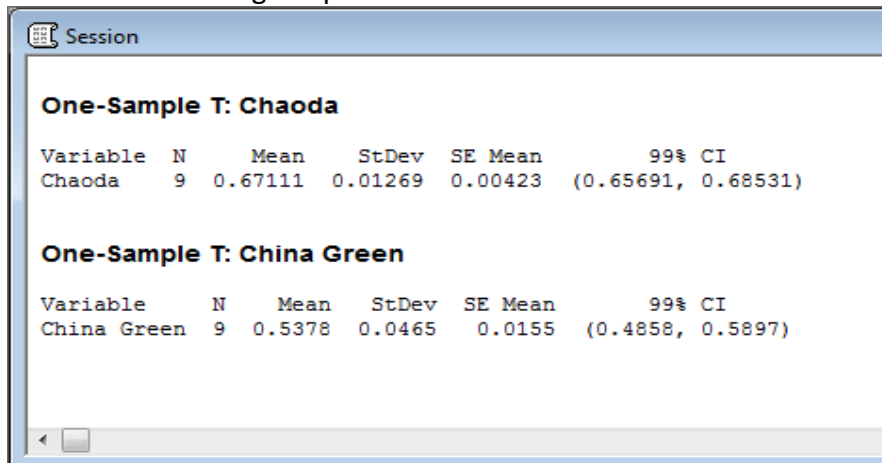 Session
One-Sample T: Chaoda
Variable N Mean StDev SE Mean 99% CI
Chaoda 9 0.67111 0.01269 0.00423 (0.65691, 0.68531)
One-Sample T: China Green
Variable N Mean StDev SE Mean 99% CI
China Green 9 0.5378 0.0465 0.0155 (0.4858, 0.5897)